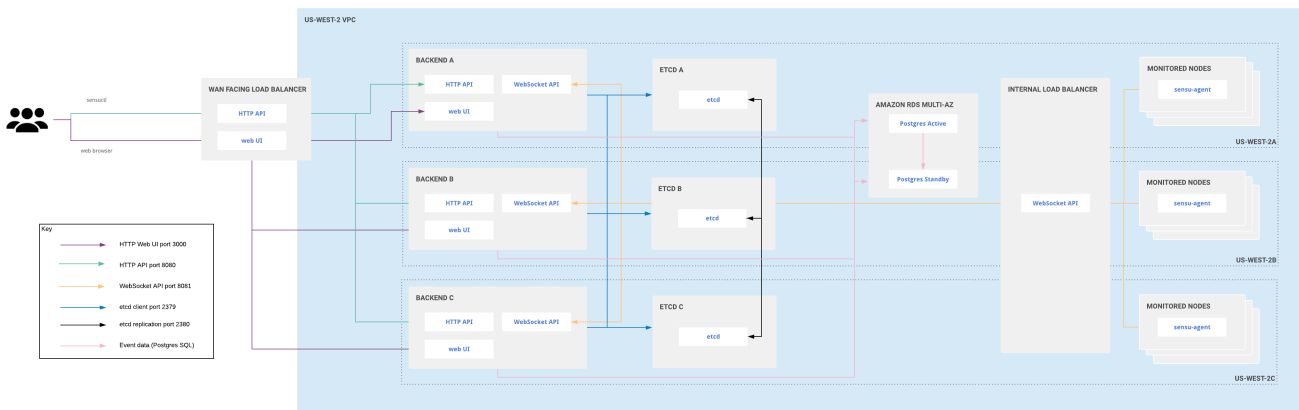 US-WEST-2 VPC
sensuctl
web browser
WAN FACING LOAD BALANCER
HTTP API
web UI
BACKEND A
HTTP API
WebSocket API
web UI
ETCD A
etcd
AMAZON RDS MULTI-AZ
Postgres Active
Postgres Standby
INTERNAL LOAD BALANCER
WebSocket API
MONITORED NODES
sensu-agent
US-WEST-2A
BACKEND B
HTTP API
WebSocket API
web UI
ETCD B
etcd
MONITORED NODES
sensu-agent
US-WEST-2B
BACKEND C
HTTP API
WebSocket API
web UI
ETCD C
etcd
MONITORED NODES
sensu-agent
US-WEST-2C
Key
HTTP Web UI port 3000
HTTP API port 8080
WebSocket API port 8081
etcd client port 2379
etcd replication port 2380
Event data (Postgres SQL)